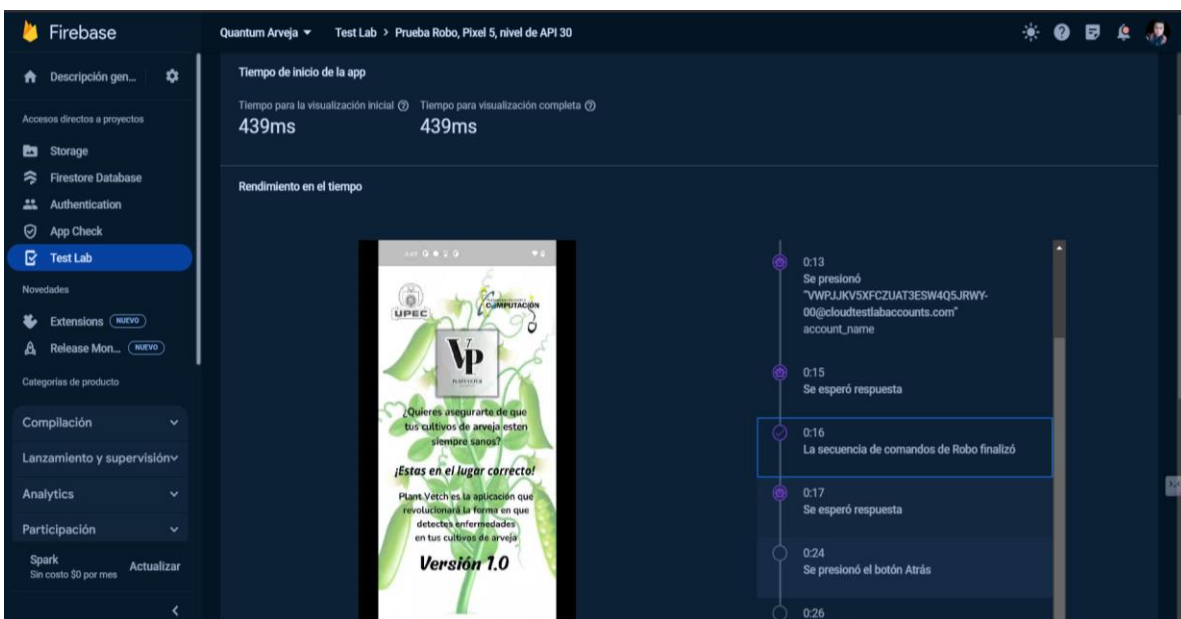 Firebase
Quantum Arveja
Test Lab > Prueba Robo, Pixel 5, nivel de API 30
Descripción gen...
Accesos directos a proyectos
Storage
Firestore Database
Authentication
App Check
Test Lab
Novedades
Extensions NUEVO
Release Mon... NUEVO
Categorías de producto
Compilación
Lanzamiento y supervisión
Analytics
Participación
Spark
Sin costo $0 por mes
Actualizar
Tiempo de inicio de la app
Tiempo para la visualización inicial
439ms
Tiempo para visualización completa
439ms
Rendimiento en el tiempo
UPEC
COMPUTACIÓN
VP
¿Quieres asegurarte de que
tus cultivos de arveja esten
siempre sanos?
¡Estas en el lugar correcto!
Plant Vetch es la aplicación que
revolucionará la forma en que
detectes enfermedades
en tus cultivos de arveja
Versión 1.0
0:13
Se presionó
"VWPJJKV5XFCZUAT3ESW4Q5JRWY-
00@cloudtestlabaccounts.com"
account_name
0:15
Se esperó respuesta
0:16
La secuencia de comandos de Robo finalizó
0:17
Se esperó respuesta
0:24
Se presionó el botón Atrás
0:26